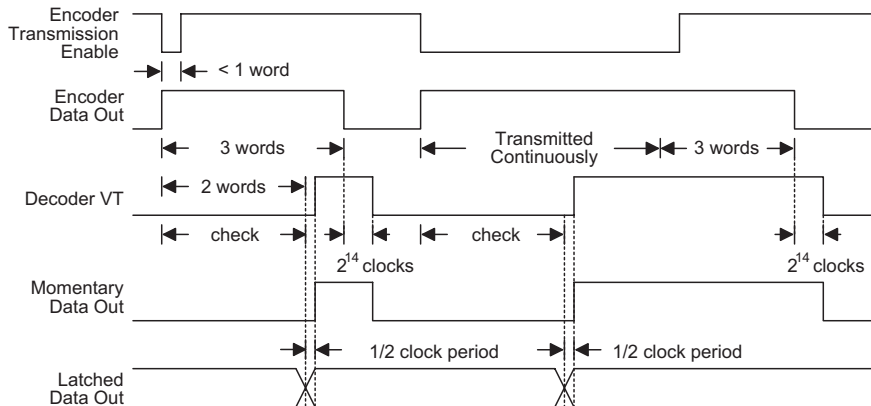 Encoder
Transmission
Enable
< 1 word
Encoder
Data Out
3 words
Transmitted
Continuously
3 words
2 words
Decoder VT
check
check
2^14 clocks
2^14 clocks
Momentary
Data Out
1/2 clock period
1/2 clock period
Latched
Data Out